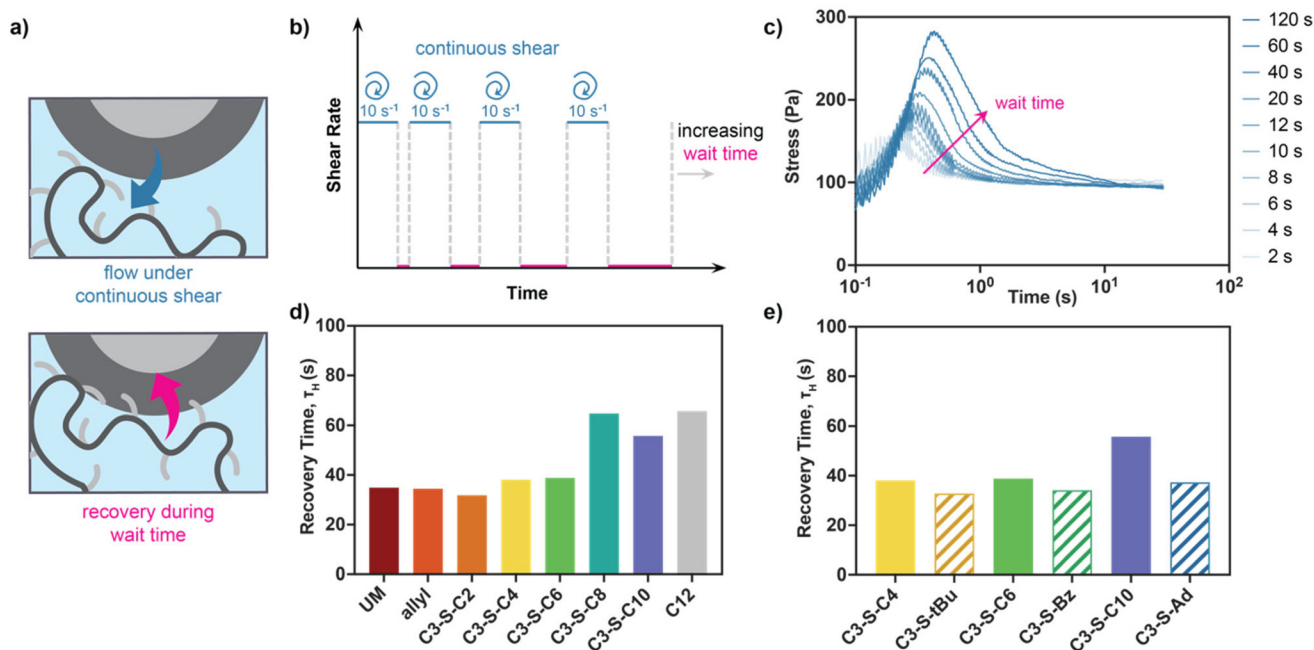 a)
flow under
continuous shear
recovery during
wait time
b)
continuous shear
10 s⁻¹ 10 s⁻¹ 10 s⁻¹ 10 s⁻¹
increasing
wait time
Shear Rate
Time
c)
300
200
100
0
Stress (Pa)
wait time
10⁻¹ 10⁰ 10¹ 10²
Time (s)
120 s
60 s
40 s
20 s
12 s
10 s
8 s
6 s
4 s
2 s
d)
100
80
60
40
20
0
Recovery Time, τH (s)
UM allyl C3-S-C2 C3-S-C4 C3-S-C6 C3-S-C8 C3-S-C10 C12
e)
100
80
60
40
20
0
Recovery Time, τH (s)
C3-S-C4 C3-S-tBu C3-S-C6 C3-S-Bz C3-S-C10 C3-S-Ad